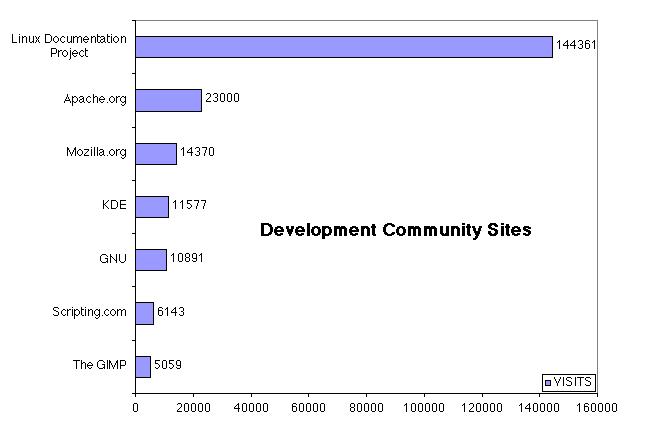 Linux Documentation
Project
144361
Apache.org
23000
Mozilla.org
14370
KDE
11577
Development Community Sites
GNU
10891
Scripting.com
6143
The GIMP
5059
VISITS
0 20000 40000 60000 80000 100000 120000 140000 160000